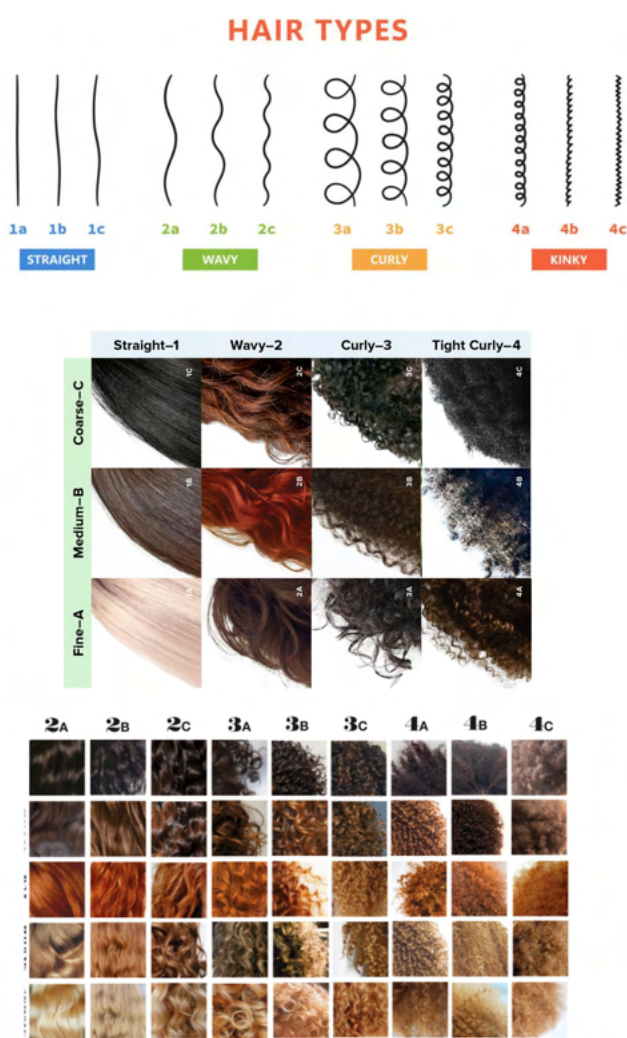 HAIR TYPES
1a 1b 1c 2a 2b 2c 3a 3b 3c 4a 4b 4c
STRAIGHT WAVY CURLY KINKY
Straight–1 Wavy–2 Curly–3 Tight Curly–4
Coarse–C
1C 2C 3C 4C
Medium–B
1B 2B 3B 4B
Fine–A
2A 3A 4A
2A 2B 2C 3A 3B 3C 4A 4B 4C